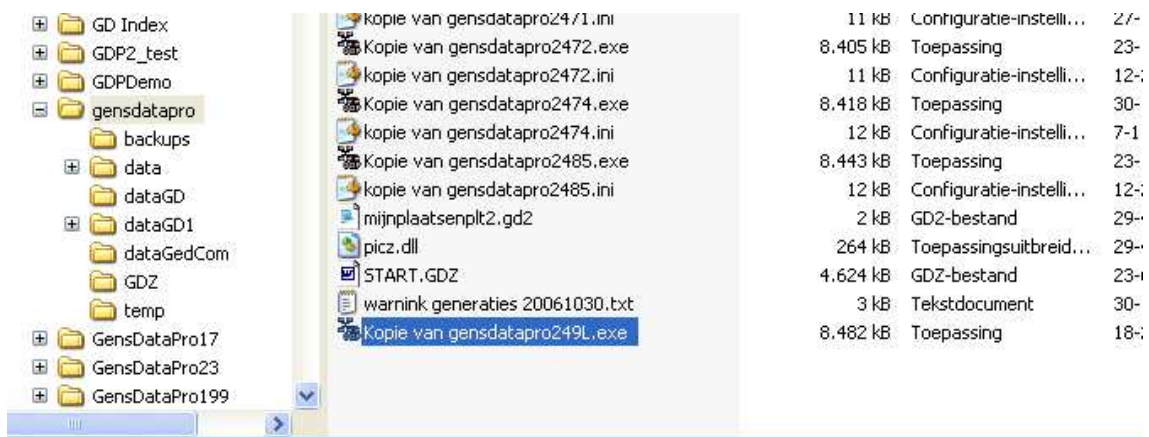 GD Index
GDP2_test
GDPDemo
gensdatapro
backups
data
dataGD
dataGD1
dataGedCom
GDZ
temp
GensDataPro17
GensDataPro23
GensDataPro199
kopie van gensdatapro2471.ini 11 kB Configuratie-instelli... 27-
Kopie van gensdatapro2472.exe 8.405 kB Toepassing 23-
kopie van gensdatapro2472.ini 11 kB Configuratie-instelli... 12-
Kopie van gensdatapro2474.exe 8.418 kB Toepassing 30-
kopie van gensdatapro2474.ini 12 kB Configuratie-instelli... 7-1
Kopie van gensdatapro2485.exe 8.443 kB Toepassing 23-
kopie van gensdatapro2485.ini 12 kB Configuratie-instelli... 12-
mijnplaatsenplt2.gd2 2 kB GD2-bestand 29-
picz.dll 264 kB Toepassingsuitbreid... 29-
START.GDZ 4.624 kB GDZ-bestand 23-
warnink generaties 20061030.txt 3 kB Tekstdocument 30-
Kopie van gensdatapro249L.exe 8.482 kB Toepassing 18-